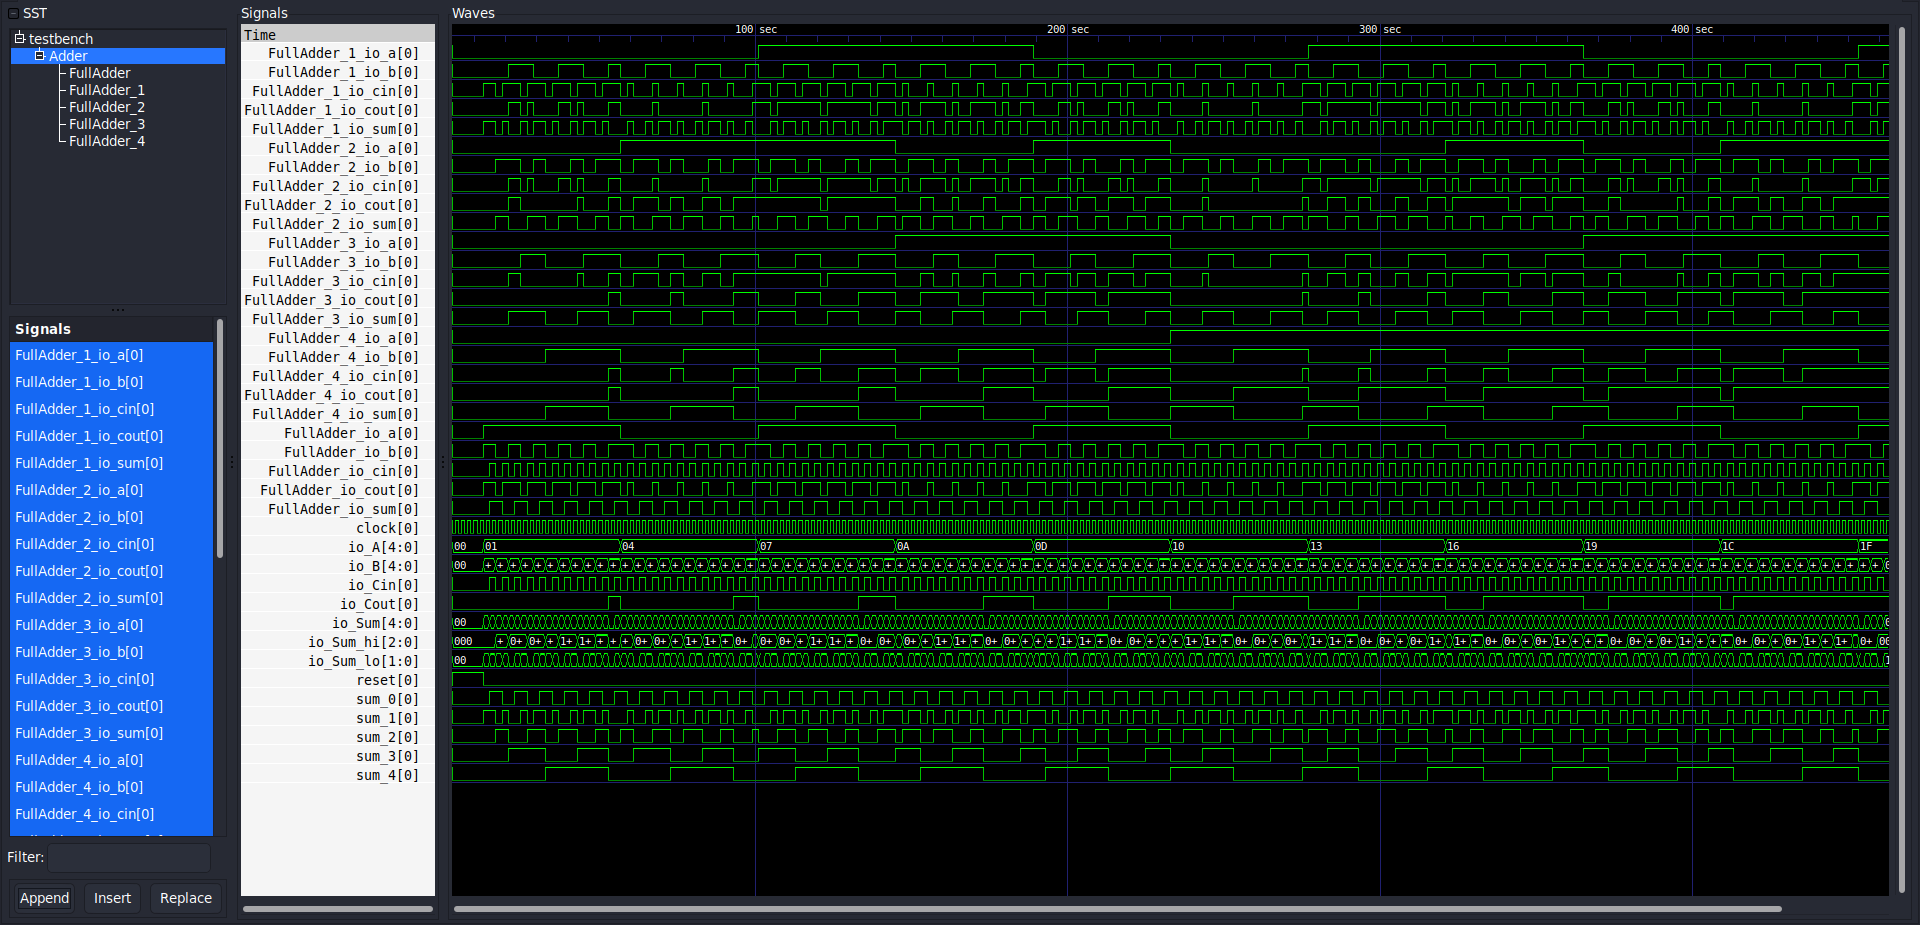 SST
testbench
Adder
FullAdder
FullAdder_1
FullAdder_2
FullAdder_3
FullAdder_4
Signals
FullAdder_1_io_a[0]
FullAdder_1_io_b[0]
FullAdder_1_io_cin[0]
FullAdder_1_io_cout[0]
FullAdder_1_io_sum[0]
FullAdder_2_io_a[0]
FullAdder_2_io_b[0]
FullAdder_2_io_cin[0]
FullAdder_2_io_cout[0]
FullAdder_2_io_sum[0]
FullAdder_3_io_a[0]
FullAdder_3_io_b[0]
FullAdder_3_io_cin[0]
FullAdder_3_io_cout[0]
FullAdder_3_io_sum[0]
FullAdder_4_io_a[0]
FullAdder_4_io_b[0]
FullAdder_4_io_cin[0]
Filter:
Append Insert Replace
Signals
Time
FullAdder_1_io_a[0]
FullAdder_1_io_b[0]
FullAdder_1_io_cin[0]
FullAdder_1_io_cout[0]
FullAdder_1_io_sum[0]
FullAdder_2_io_a[0]
FullAdder_2_io_b[0]
FullAdder_2_io_cin[0]
FullAdder_2_io_cout[0]
FullAdder_2_io_sum[0]
FullAdder_3_io_a[0]
FullAdder_3_io_b[0]
FullAdder_3_io_cin[0]
FullAdder_3_io_cout[0]
FullAdder_3_io_sum[0]
FullAdder_4_io_a[0]
FullAdder_4_io_b[0]
FullAdder_4_io_cin[0]
FullAdder_4_io_cout[0]
FullAdder_4_io_sum[0]
FullAdder_io_a[0]
FullAdder_io_b[0]
FullAdder_io_cin[0]
FullAdder_io_cout[0]
FullAdder_io_sum[0]
clock[0]
io_A[4:0]
io_B[4:0]
io_Cin[0]
io_Cout[0]
io_Sum[4:0]
io_Sum_hi[2:0]
io_Sum_lo[1:0]
reset[0]
sum_0[0]
sum_1[0]
sum_2[0]
sum_3[0]
sum_4[0]
Waves
100 sec 200 sec 300 sec 400 sec
00 01 04 07 0A 0D 10 13 16 19 1C 1F
00
00
000
00